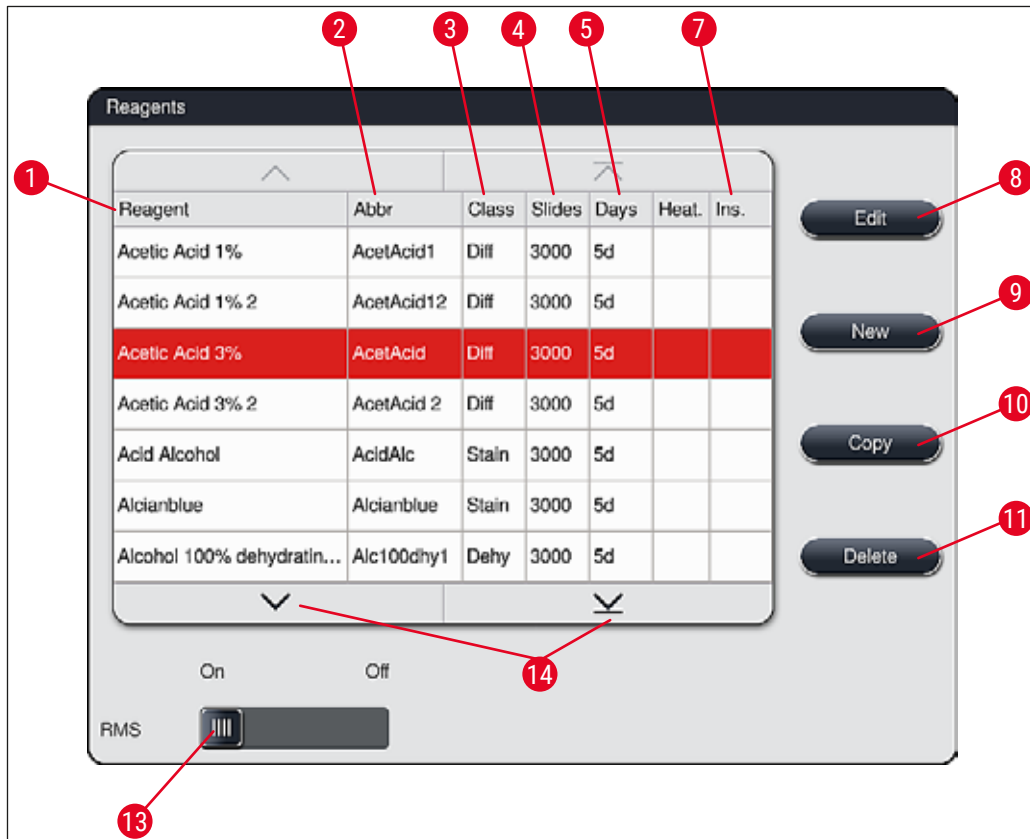 2 3 4 5 7
Reagents
1
8
Reagent Abbr Class Slides Days Heat. Ins.
Edit
Acetic Acid 1% AcetAcid1 Diff 3000 5d
9
Acetic Acid 1% 2 AcetAcid12 Diff 3000 5d
New
Acetic Acid 3% AcetAcid Diff 3000 5d
10
Acetic Acid 3% 2 AcetAcid 2 Diff 3000 5d
Copy
Acid Alcohol AcidAlc Stain 3000 5d
11
Alcianblue Alcianblue Stain 3000 5d
Alcohol 100% dehydratin... Alc100dhy1 Dehy 3000 5d
Delete
14
On Off
RMS
13